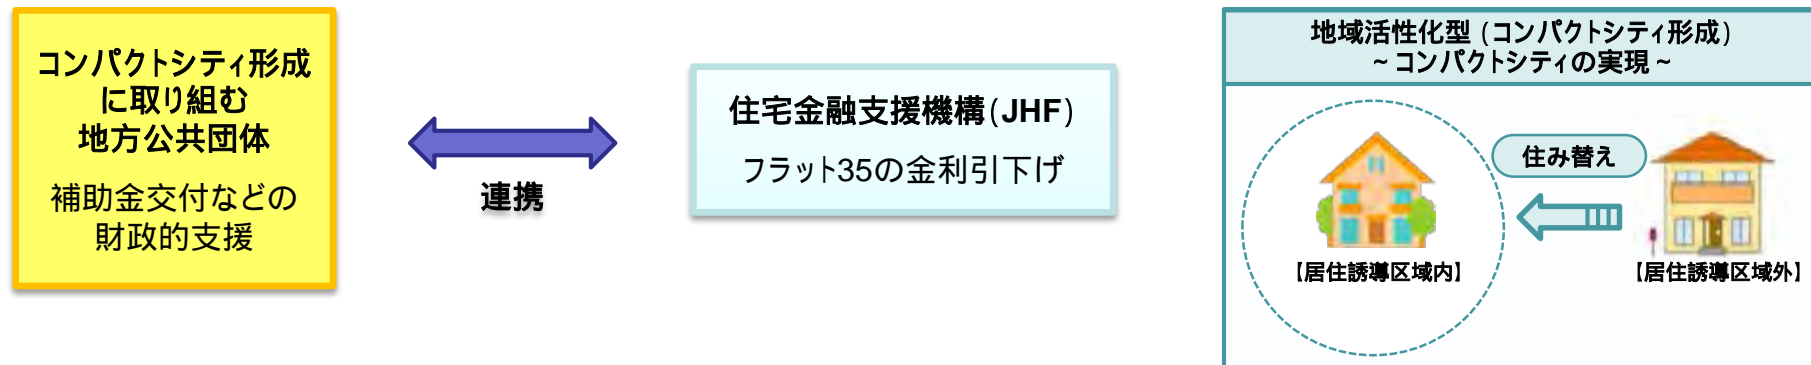 コンパクトシティ形成
に取り組む
地方公共団体
補助金交付などの
財政的支援
連携
住宅金融支援機構(JHF)
フラット35の金利引下げ
地域活性化型(コンパクトシティ形成)
~コンパクトシティの実現~
住み替え
【居住誘導区域内】
【居住誘導区域外】